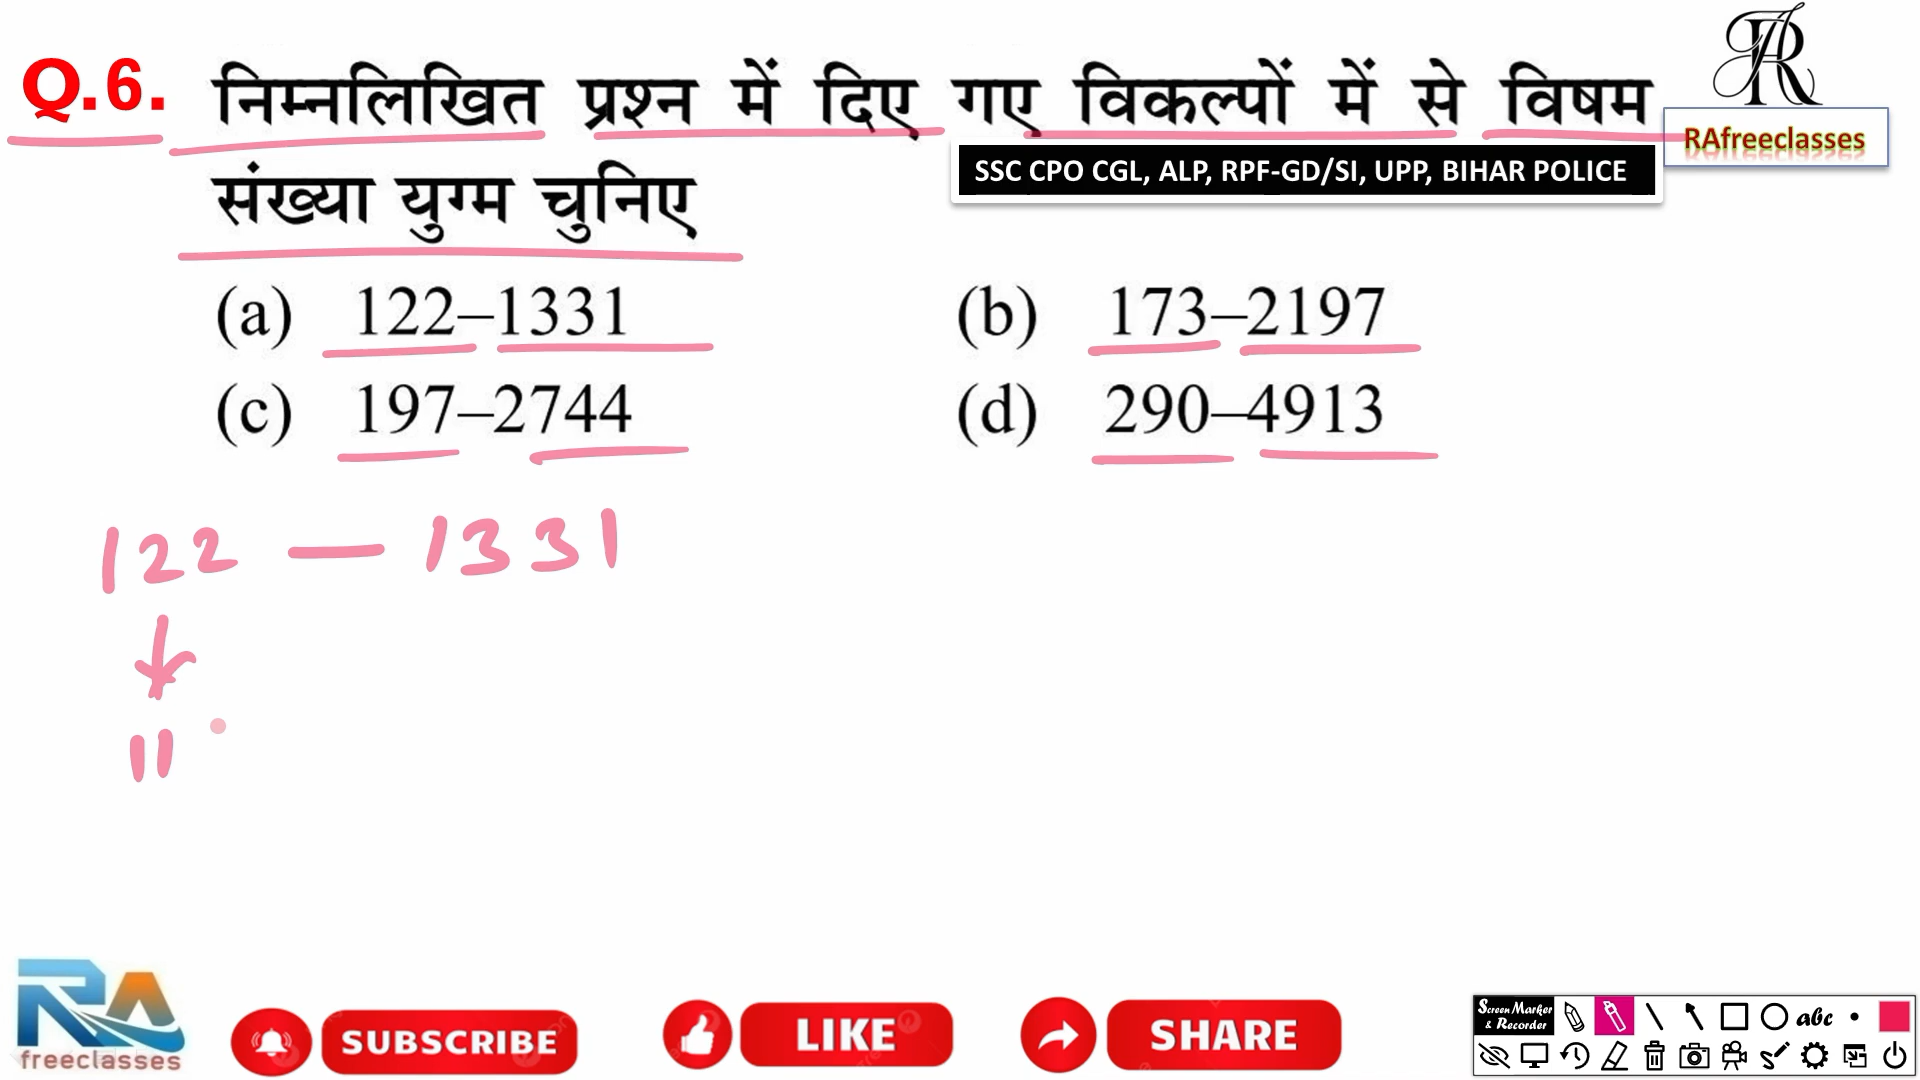 Q.6. निम्नलिखित प्रश्न में दिए गए विकल्पों में से विषम
RAfreeclasses
SSC CPO CGL, ALP, RPF-GD/SI, UPP, BIHAR POLICE
संख्या युग्म चुनिए
(a) 122–1331 (b) 173–2197
(c) 197–2744 (d) 290–4913
122 — 1331
11
RA
freeclasses
SUBSCRIBE
LIKE
SHARE
Screen Marker
& Recorder
abc